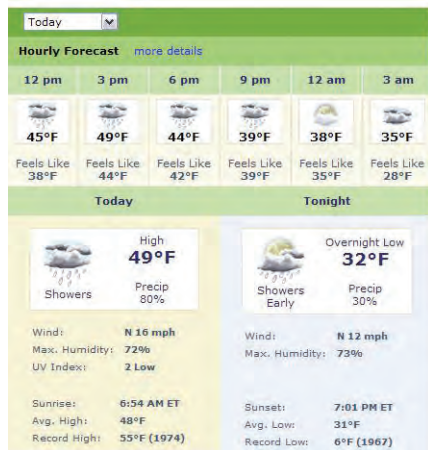 Today
Hourly Forecast more details
12 pm 3 pm 6 pm 9 pm 12 am 3 am
45°F 49°F 44°F 39°F 38°F 35°F
Feels Like Feels Like Feels Like Feels Like Feels Like Feels Like
38°F 44°F 42°F 39°F 35°F 28°F
Today Tonight
High
49°F
Showers
Precip
80%
Overnight Low
32°F
Showers
Early
Precip
30%
Wind: N 16 mph
Max. Humidity: 72%
UV Index: 2 Low
Sunrise: 6:54 AM ET
Avg. High: 48°F
Record High: 55°F (1974)
Wind: N 12 mph
Max. Humidity: 73%
Sunset: 7:01 PM ET
Avg. Low: 31°F
Record Low: 6°F (1967)